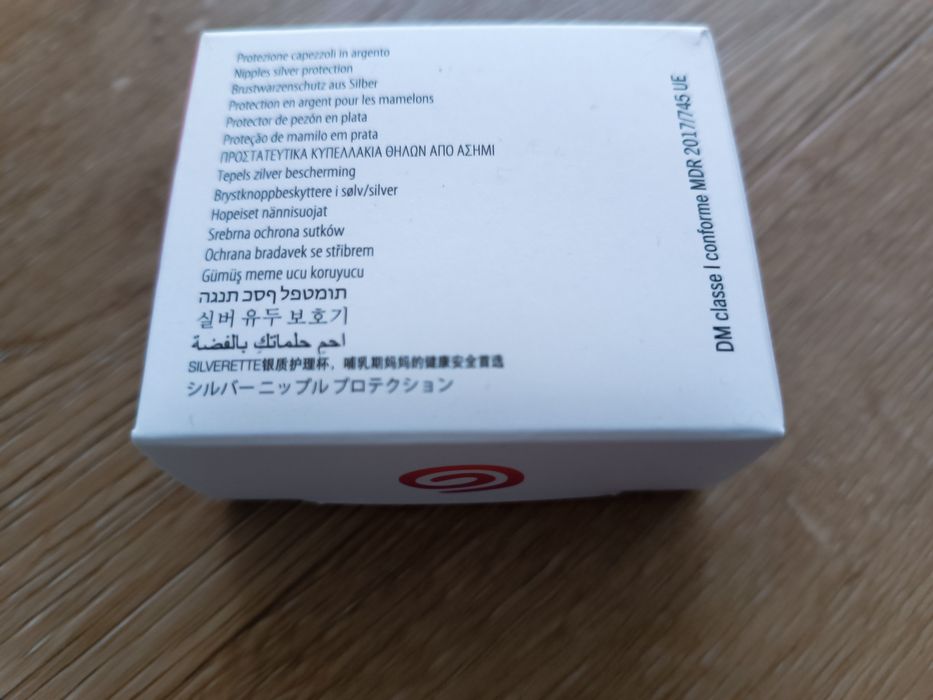 Protezione capezzoli in argento
Nipples silver protection
Brustwarzenschutz aus Silber
Protection en argent pour les mamelons
Protector de pezón en plata
Proteção de mamilo em prata
ΠΡΟΣΤΑΤΕΥΤΙΚΑ ΚΥΠΕΛΛΑΚΙΑ ΘΗΛΩΝ ΑΠΟ ΑΣΗΜΙ
Tepels zilver bescherming
Brystknoppbeskyttere i sølv/silver
Hopeiset nännisuojat
Srebrna ochrona sutków
Ochrana bradavek se stříbrem
Gümüş meme ucu koruyucu
תומטפל ףסכ תנגה
실버 유두 보호기
احمِ حلماتكِ بالفضة
SILVERETTE银质护理杯，哺乳期妈妈的健康安全首选
シルバーニップル プロテクション
DM classe I conforme MDR 2017/745 UE